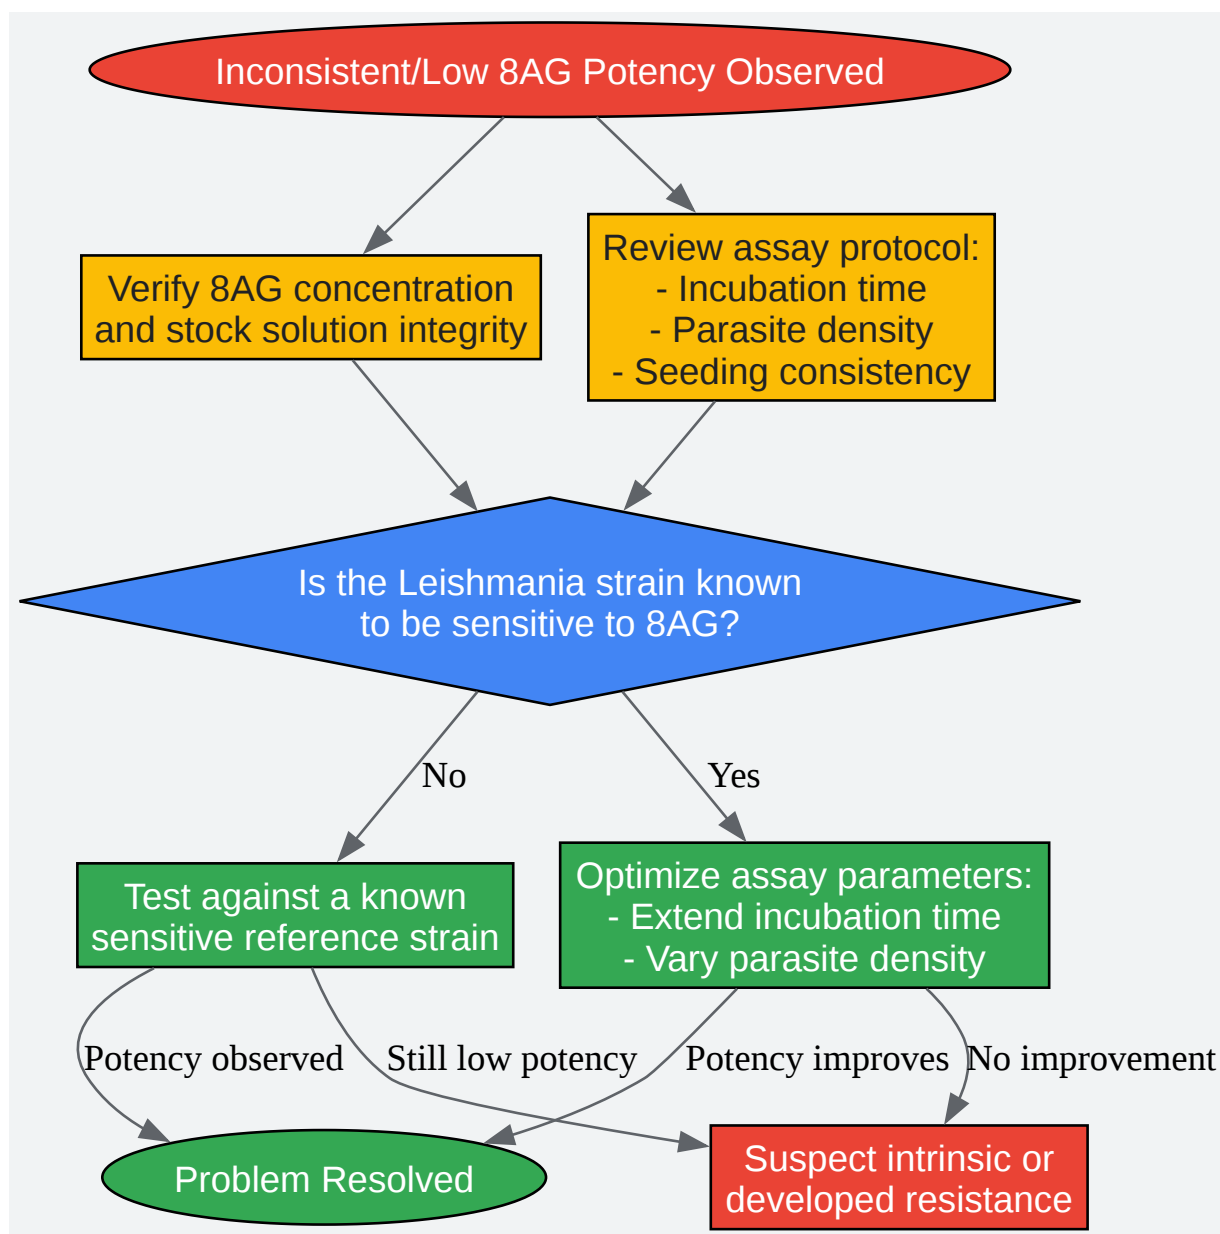 Inconsistent/Low 8AG Potency Observed
Verify 8AG concentration
and stock solution integrity
Review assay protocol:
- Incubation time
- Parasite density
- Seeding consistency
Is the Leishmania strain known
to be sensitive to 8AG?
No
Yes
Test against a known
sensitive reference strain
Optimize assay parameters:
- Extend incubation time
- Vary parasite density
Potency observed
Still low potency
Potency improves
No improvement
Problem Resolved
Suspect intrinsic or
developed resistance